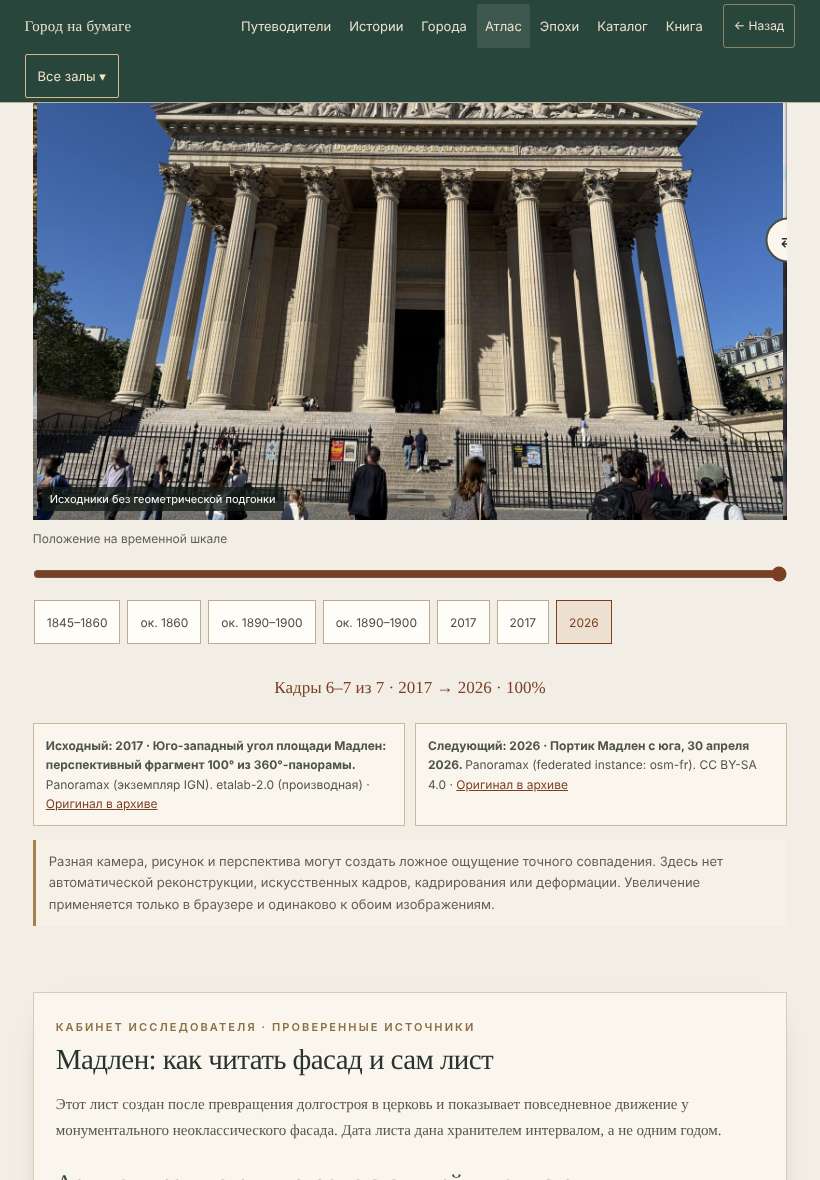 Город на бумаге
Путеводители Истории Города Атлас Эпохи Каталог Книга ← Назад
Все залы ▾
Исходники без геометрической подгонки
Положение на временной шкале
1845–1860 ок. 1860 ок. 1890–1900 ок. 1890–1900 2017 2017 2026
Кадры 6–7 из 7 · 2017 → 2026 · 100%
Исходный: 2017 · Юго-западный угол площади Мадлен:
перспективный фрагмент 100° из 360°-панорамы.
Panoramax (экземпляр IGN). etalab-2.0 (производная) ·
Оригинал в архиве
Следующий: 2026 · Портик Мадлен с юга, 30 апреля
2026. Panoramax (federated instance: osm-fr). CC BY-SA
4.0 · Оригинал в архиве
Разная камера, рисунок и перспектива могут создать ложное ощущение точного совпадения. Здесь нет
автоматической реконструкции, искусственных кадров, кадрирования или деформации. Увеличение
применяется только в браузере и одинаково к обоим изображениям.
КАБИНЕТ ИССЛЕДОВАТЕЛЯ · ПРОВЕРЕННЫЕ ИСТОЧНИКИ
Мадлен: как читать фасад и сам лист
Этот лист создан после превращения долгостроя в церковь и показывает повседневное движение у
монументального неоклассического фасада. Дата листа дана хранителем интервалом, а не одним годом.